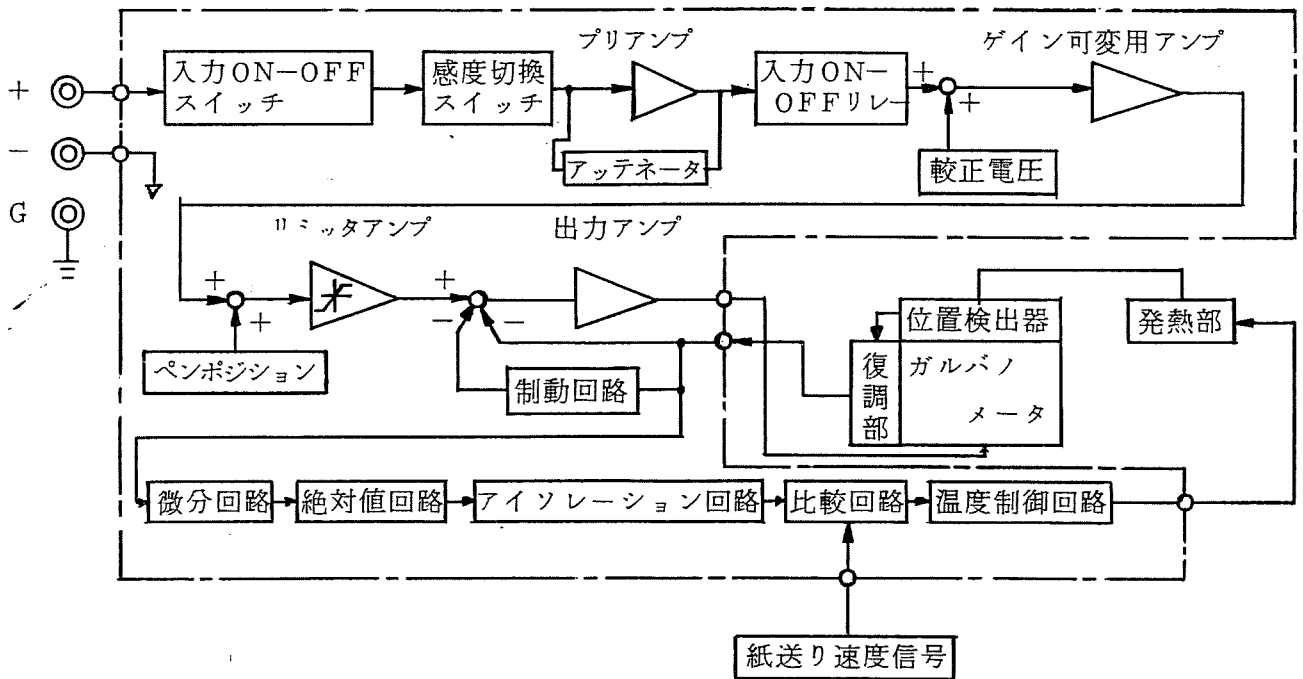 プリアンプ
ゲイン可変用アンプ
+
入力ON−OFF
スイッチ
感度切換
スイッチ
入力ON−
OFFリレー
+
+
−
アッテネータ
較正電圧
G
リミッタアンプ
出力アンプ
+
+
+
−
−
ペンポジション
制動回路
位置検出器
復調部
ガルバノ
メータ
発熱部
微分回路
絶対値回路
アイソレーション回路
比較回路
温度制御回路
紙送り速度信号